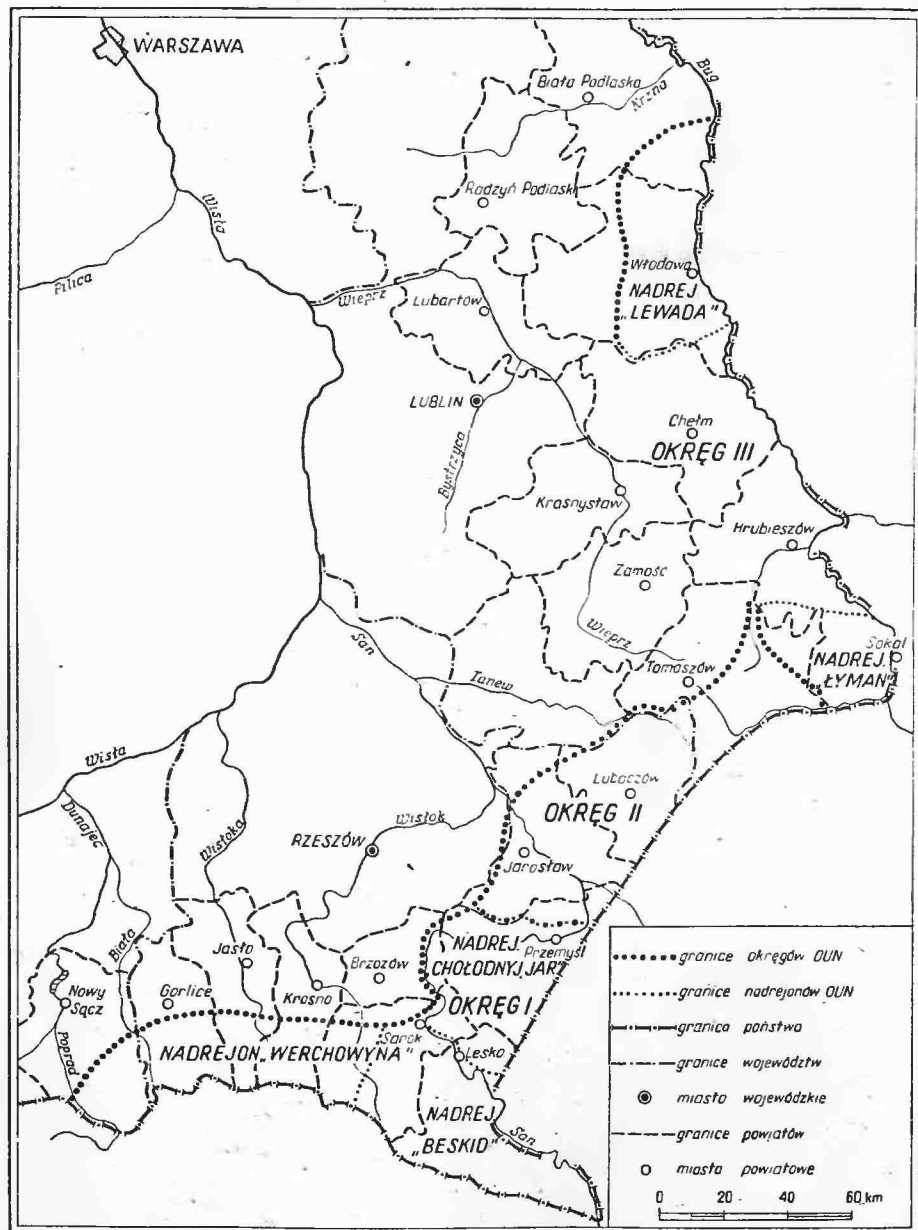 WARSZAWA
Bug
Biała Podlaska
Krzna
Radzyń Podlaski
Wisła
Pilica
Włodawa
NADREJ.
„LEWADA"
Wieprz
Lubartów
LUBLIN
Bystrzyca
Chełm
OKRĘG III
Krasnystaw
Hrubieszów
Zamość
Wieprz
San
Tanew
Tomaszów
Sokal
NADREJ.
„ŁYMAN"
Wisła
Lubaczów
OKRĘG II
Dunajec
Wisłoka
Wisłok
RZESZÓW
Jarosław
Biała
Jasło
NADREJ.
CHOŁODNYJ JAR"
Przemyśl
Brzozów
Nowy
Sącz
Gorlice
Krosno
OKRĘG I
Sanok
Lesko
Poprad
NADREJON „WERCHOWYNA"
NADREJ.
„BESKID"
San
granice okręgów OUN
granice nadrejonów OUN
granica państwa
granice województw
miasto wojewódzkie
granice powiatów
miasta powiatowe
0 20 40 60 km